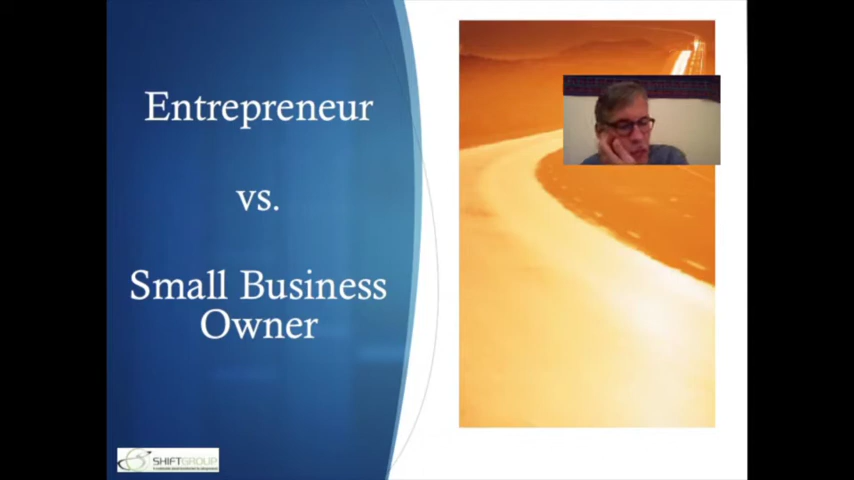 Entrepreneur
vs.
Small Business
Owner
SHIFTGROUP